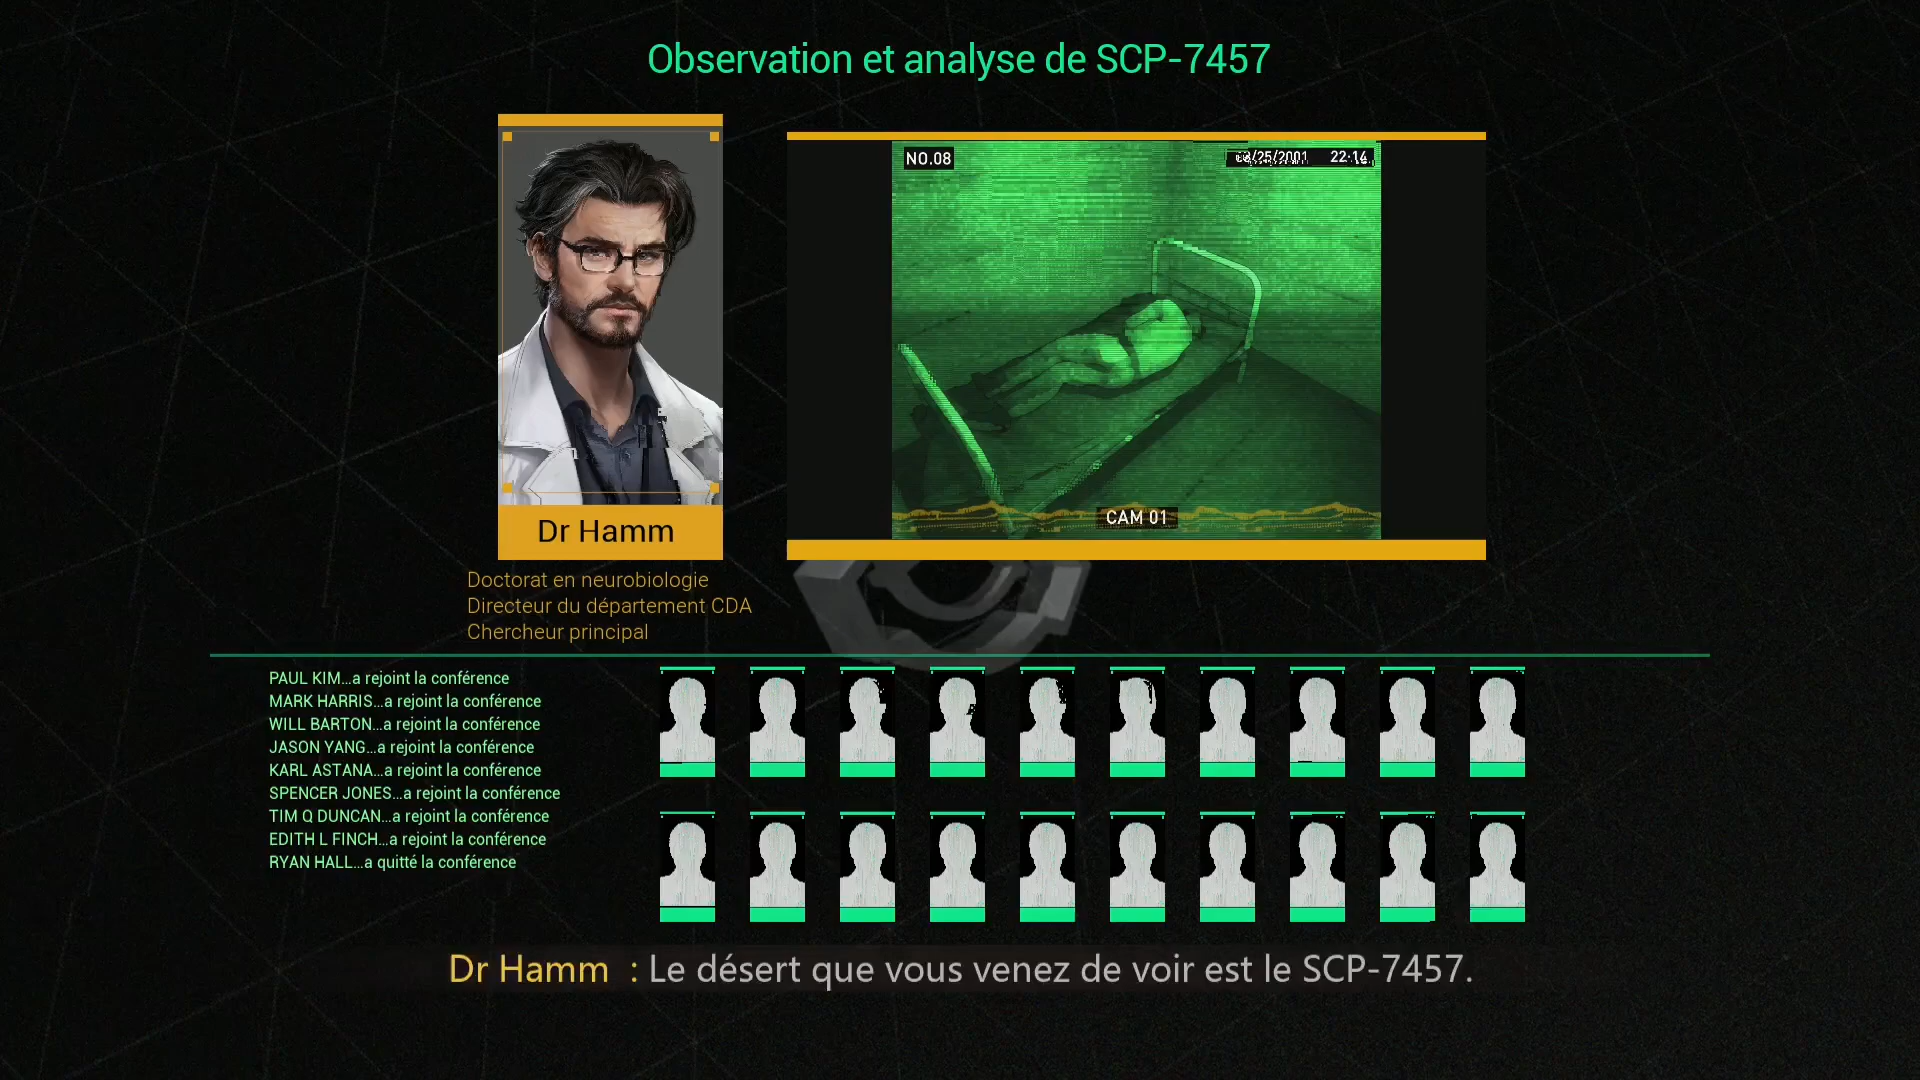 Observation et analyse de SCP-7457
NO.08
08/25/2001 22:14
CAM 01
Dr Hamm
Doctorat en neurobiologie
Directeur du département CDA
Chercheur principal
PAUL KIM...a rejoint la conférence
MARK HARRIS...a rejoint la conférence
WILL BARTON...a rejoint la conférence
JASON YANG...a rejoint la conférence
KARL ASTANA...a rejoint la conférence
SPENCER JONES...a rejoint la conférence
TIM Q DUNCAN...a rejoint la conférence
EDITH L FINCH...a rejoint la conférence
RYAN HALL...a quitté la conférence
Dr Hamm : Le désert que vous venez de voir est le SCP-7457.